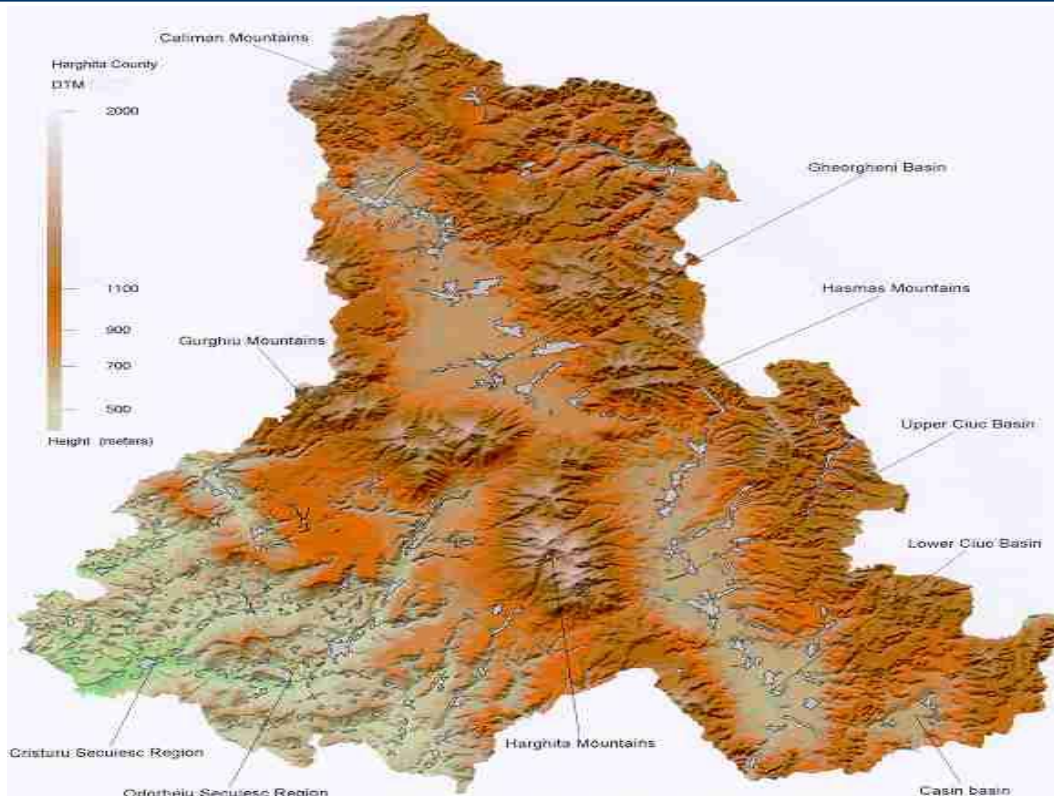 Caliman Mountains
Harghita County
DTM
2000
Gheorgheni Basin
1100
Hasmas Mountains
900
Gurghiu Mountains
700
500
Upper Ciuc Basin
Height (meters)
Lower Ciuc Basin
Harghita Mountains
Cristuru Secuiesc Region
Odorheiu Secuiesc Region
Casin basin